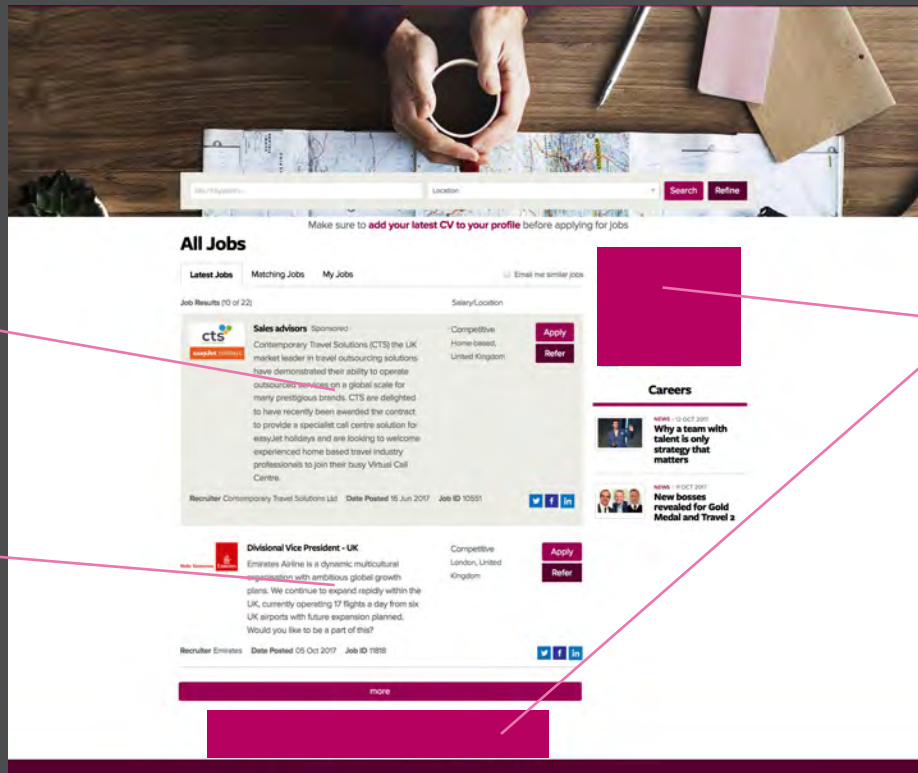 Job / Keyword...
Location
Search
Refine
Make sure to add your latest CV to your profile before applying for jobs
All Jobs
Latest Jobs
Matching Jobs
My Jobs
Email me similar jobs
Job Results (10 of 22)
Salary/Location
cts
easyJet holidays
Sales advisors Sponsored
Contemporary Travel Solutions (CTS) the UK
market leader in travel outsourcing solutions
have demonstrated their ability to operate
outsourced services on a global scale for
many prestigious brands. CTS are delighted
to have recently been awarded the contract
to provide a specialist call centre solution for
easyJet holidays and are looking to welcome
experienced home based travel industry
professionals to join their busy Virtual Call
Centre.
Competitive
Home based,
United Kingdom
Apply
Refer
Recruiter Contemporary Travel Solutions Ltd Date Posted 16 Jun 2017 Job ID 10551
Hello Tomorrow
Emirates
Divisional Vice President - UK
Emirates Airline is a dynamic multicultural
organisation with ambitious global growth
plans. We continue to expand rapidly within the
UK, currently operating 17 flights a day from six
UK airports with future expansion planned.
Would you like to be a part of this?
Competitive
London, United
Kingdom
Apply
Refer
Recruiter Emirates Date Posted 05 Oct 2017 Job ID 11818
more
Careers
NEWS - 12 OCT 2017
Why a team with
talent is only
strategy that
matters
NEWS - 11 OCT 2017
New bosses
revealed for Gold
Medal and Travel 2